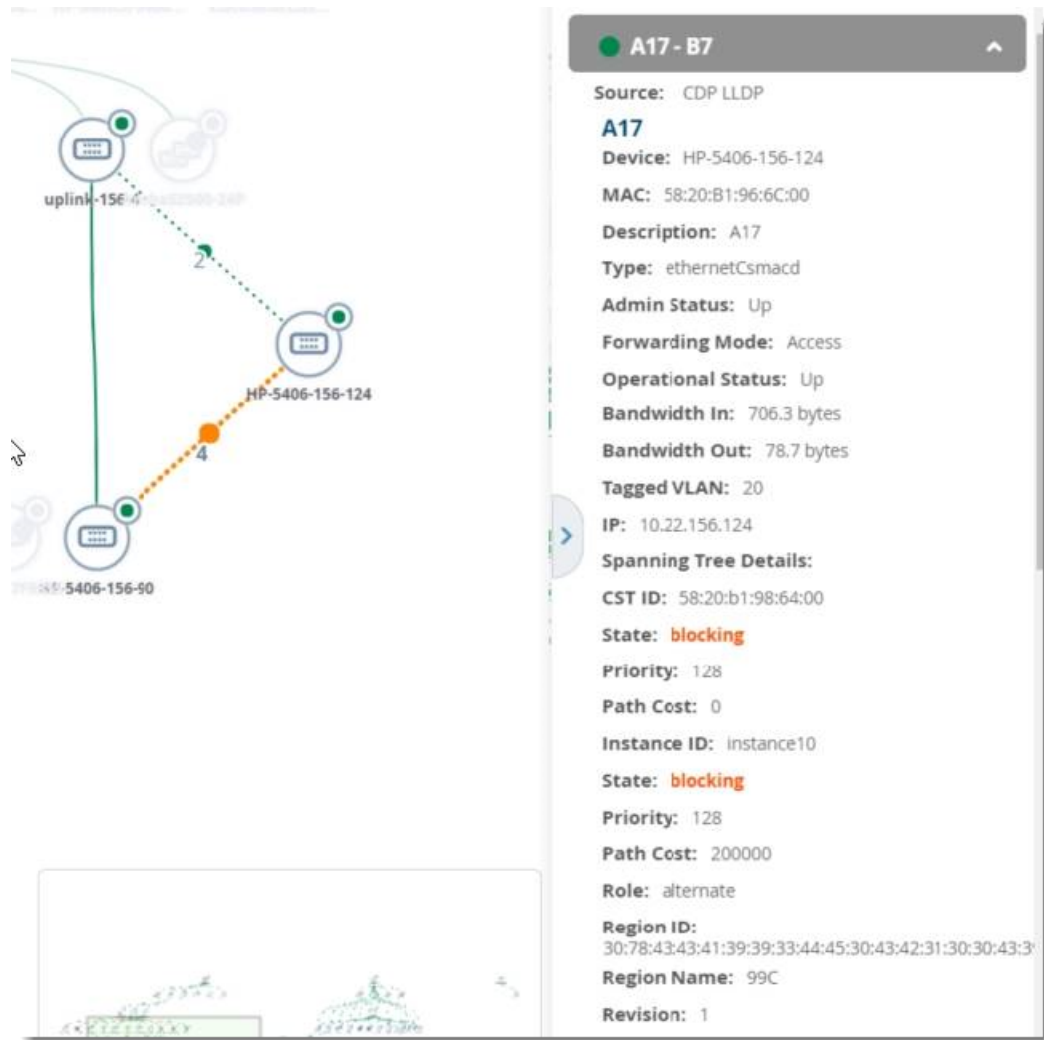 uplink-156-4
2
HP-5406-156-124
4
5406-156-90
A17 - B7
Source: CDP LLDP
A17
Device: HP-5406-156-124
MAC: 58:20:B1:96:6C:00
Description: A17
Type: ethernetCsmacd
Admin Status: Up
Forwarding Mode: Access
Operational Status: Up
Bandwidth In: 706.3 bytes
Bandwidth Out: 78.7 bytes
Tagged VLAN: 20
IP: 10.22.156.124
Spanning Tree Details:
CST ID: 58:20:b1:98:64:00
State: blocking
Priority: 128
Path Cost: 0
Instance ID: instance10
State: blocking
Priority: 128
Path Cost: 200000
Role: alternate
Region ID:
30:78:43:43:41:39:39:33:44:45:30:43:42:31:30:30:43:3
Region Name: 99C
Revision: 1